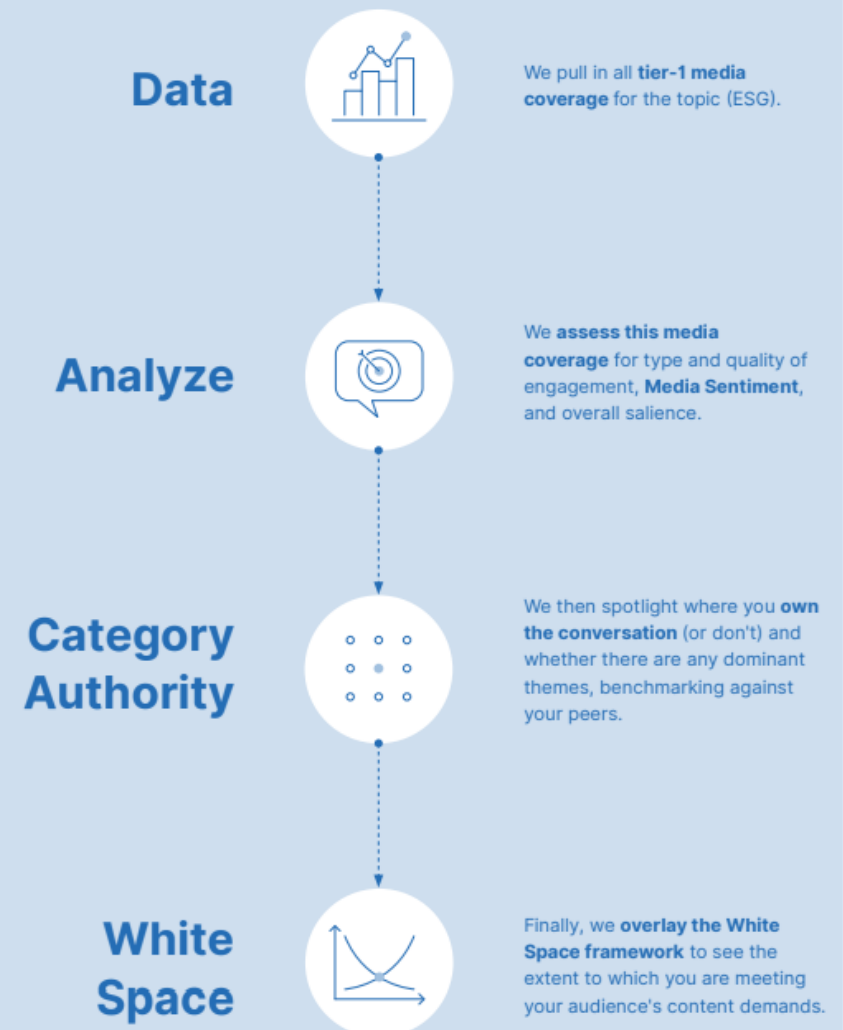 Data
We pull in all tier-1 media
coverage for the topic (ESG).
Analyze
We assess this media
coverage for type and quality of
engagement, Media Sentiment,
and overall salience.
Category
Authority
We then spotlight where you own
the conversation (or don't) and
whether there are any dominant
themes, benchmarking against
your peers.
White
Space
Finally, we overlay the White
Space framework to see the
extent to which you are meeting
your audience's content demands.